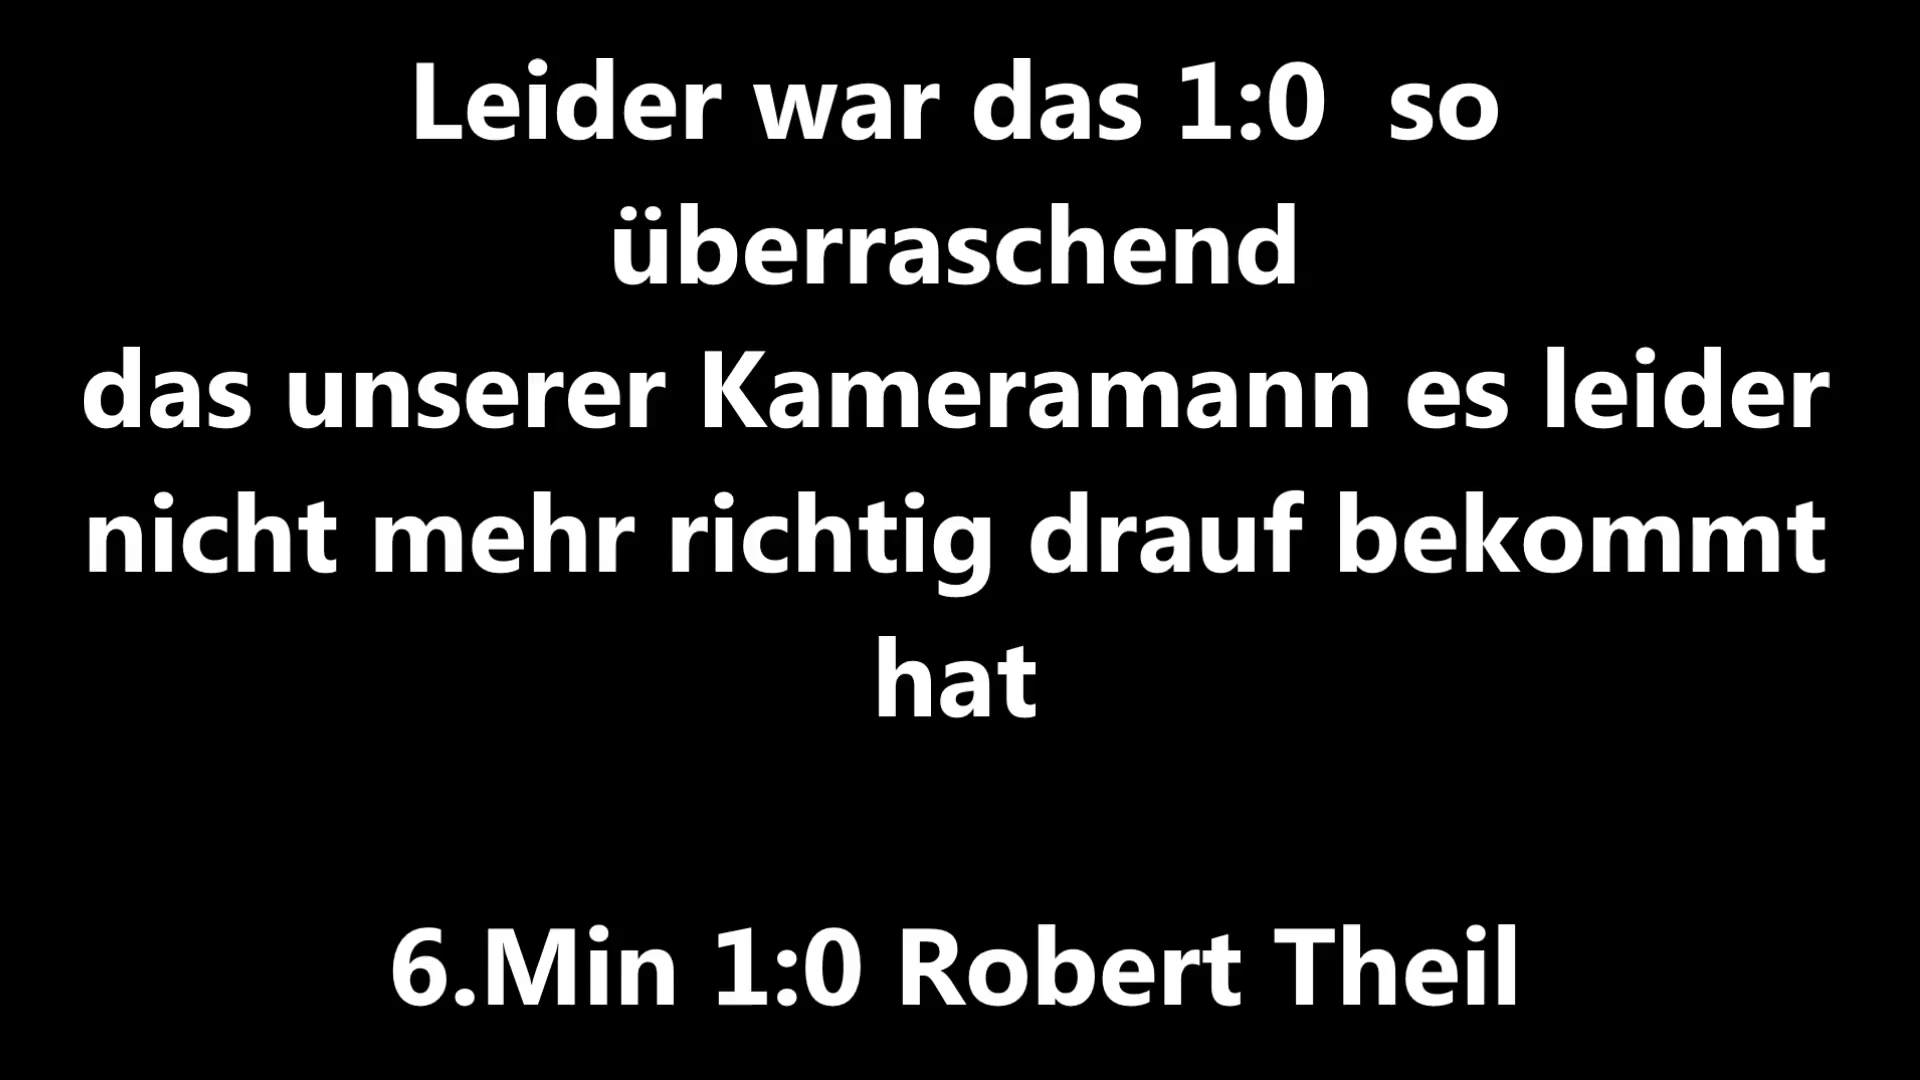 Leider war das 1:0  so
überraschend
das unserer Kameramann es leider
nicht mehr richtig drauf bekommt
hat
6.Min 1:0 Robert Theil